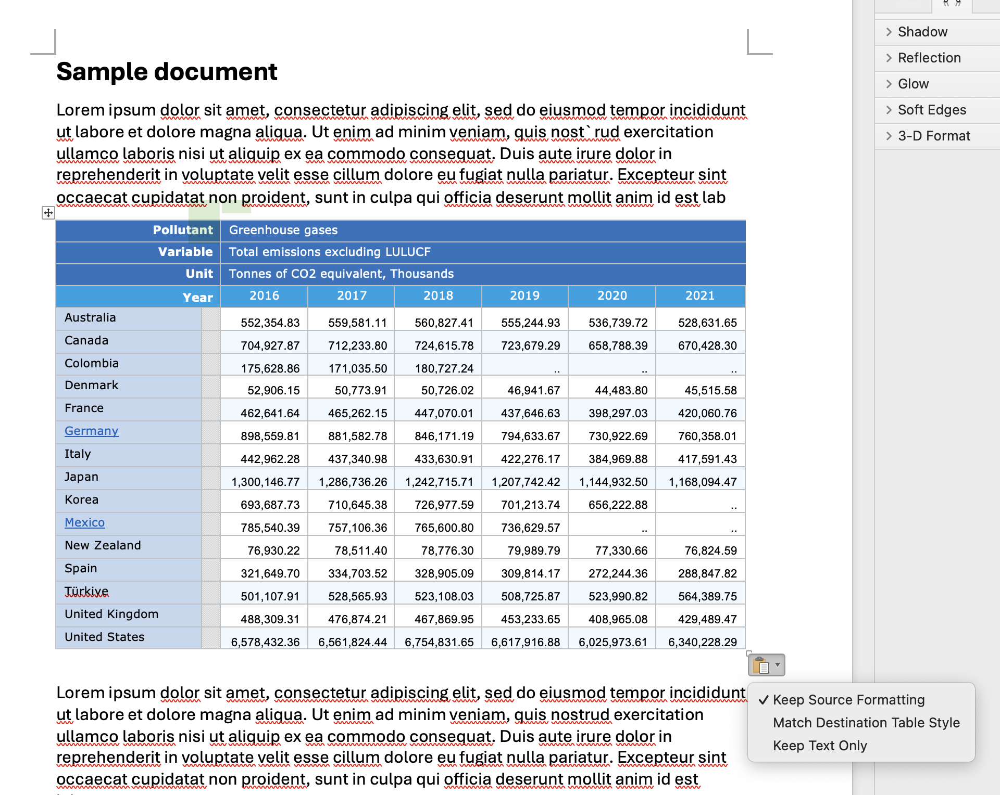 Sample document
Lorem ipsum dolor sit amet, consectetur adipiscing elit, sed do eiusmod tempor incididunt
ut labore et dolore magna aliqua. Ut enim ad minim veniam, quis nost`rud exercitation
ullamco laboris nisi ut aliquip ex ea commodo consequat. Duis aute irure dolor in
reprehenderit in voluptate velit esse cillum dolore eu fugiat nulla pariatur. Excepteur sint
occaecat cupidatat non proident, sunt in culpa qui officia deserunt mollit anim id est lab
Pollutant Greenhouse gases
Variable Total emissions excluding LULUCF
Unit Tonnes of CO2 equivalent, Thousands
Year 2016 2017 2018 2019 2020 2021
Australia 552,354.83 559,581.11 560,827.41 555,244.93 536,739.72 528,631.65
Canada 704,927.87 712,233.80 724,615.78 723,679.29 658,788.39 670,428.30
Colombia 175,628.86 171,035.50 180,727.24 .. .. ..
Denmark 52,906.15 50,773.91 50,726.02 46,941.67 44,483.80 45,515.58
France 462,641.64 465,262.15 447,070.01 437,646.63 398,297.03 420,060.76
Germany 898,559.81 881,582.78 846,171.19 794,633.67 730,922.69 760,358.01
Italy 442,962.28 437,340.98 433,630.91 422,276.17 384,969.88 417,591.43
Japan 1,300,146.77 1,286,736.26 1,242,715.71 1,207,742.42 1,144,932.50 1,168,094.47
Korea 693,687.73 710,645.38 726,977.59 701,213.74 656,222.88 ..
Mexico 785,540.39 757,106.36 765,600.80 736,629.57 .. ..
New Zealand 76,930.22 78,511.40 78,776.30 79,989.79 77,330.66 76,824.59
Spain 321,649.70 334,703.52 328,905.09 309,814.17 272,244.36 288,847.82
Türkiye 501,107.91 528,565.93 523,108.03 508,725.87 523,990.82 564,389.75
United Kingdom 488,309.31 476,874.21 467,869.95 453,233.65 408,965.08 429,489.47
United States 6,578,432.36 6,561,824.44 6,754,831.65 6,617,916.88 6,025,973.61 6,340,228.29
Lorem ipsum dolor sit amet, consectetur adipiscing elit, sed do eiusmod tempor incididunt
ut labore et dolore magna aliqua. Ut enim ad minim veniam, quis nostrud exercitation
ullamco laboris nisi ut aliquip ex ea commodo consequat. Duis aute irure dolor in
reprehenderit in voluptate velit esse cillum dolore eu fugiat nulla pariatur. Excepteur sint
occaecat cupidatat non proident, sunt in culpa qui officia deserunt mollit anim id est
Shadow
Reflection
Glow
Soft Edges
3-D Format
✓ Keep Source Formatting
Match Destination Table Style
Keep Text Only